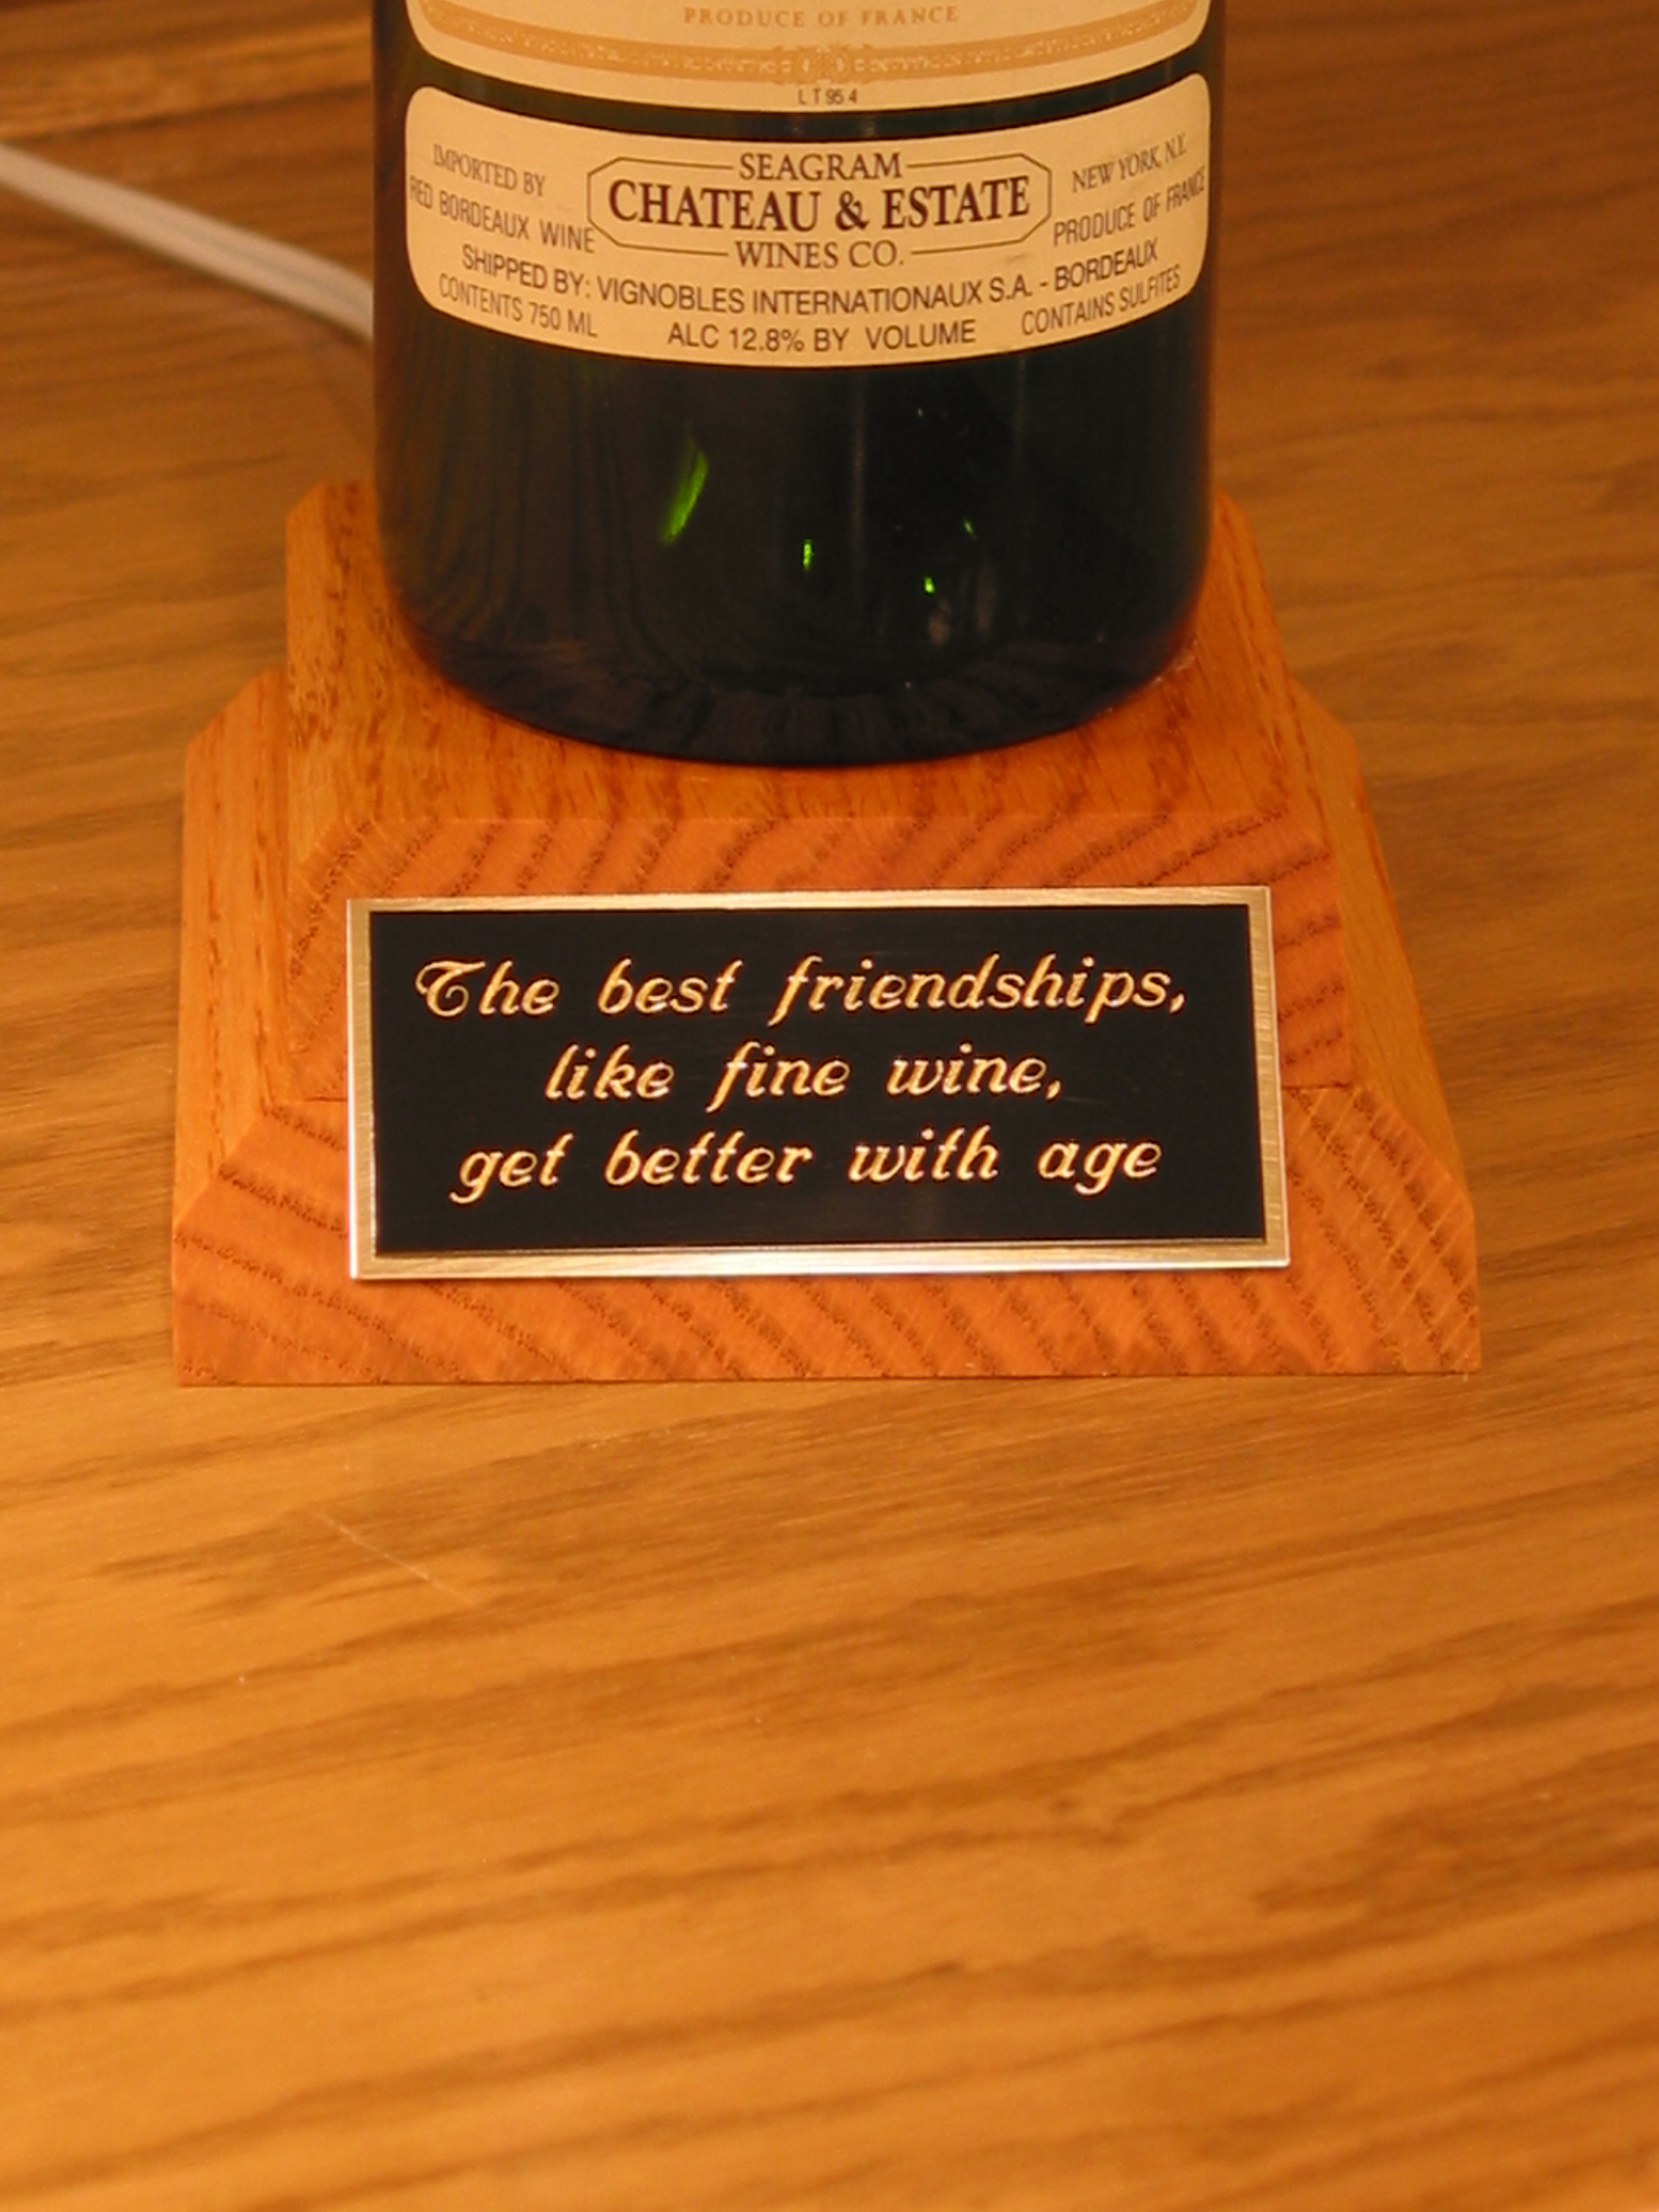 PRODUCE OF FRANCE
LT95 4
IMPORTED BY
SEAGRAM
NEW YORK, N.Y.
RED BORDEAUX WINE
CHATEAU & ESTATE
PRODUCE OF FRANCE
WINES CO.
SHIPPED BY: VIGNOBLES INTERNATIONAUX S.A. - BORDEAUX
CONTENTS 750 ML ALC 12.8% BY VOLUME CONTAINS SULFITES
The best friendships,
like fine wine,
get better with age